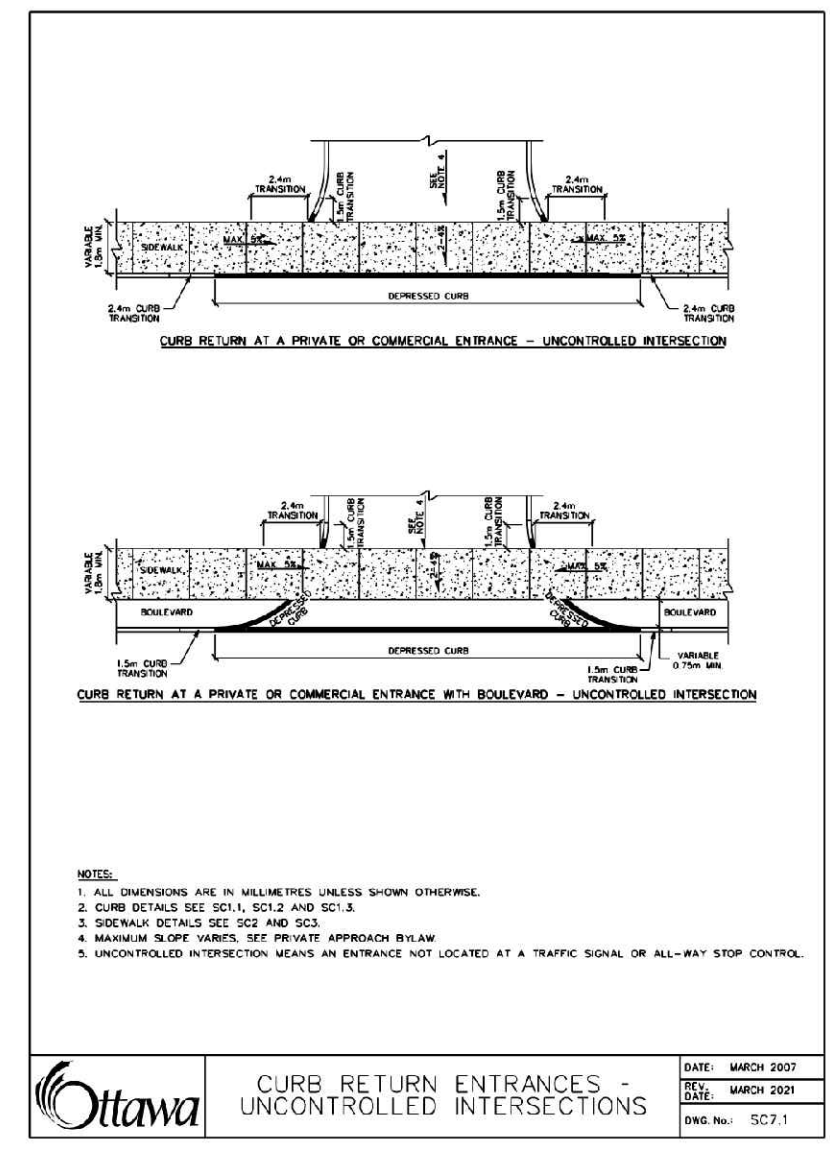 2.4m
TRANSITION
1.5m CURB
TRANSITION
SEE
NOTE 4
1.5m CURB
TRANSITION
2.4m
TRANSITION
VARIABLE
1.8m MIN.
SIDEWALK
MAX. 5%
2-4%
MAX. 5%
DEPRESSED CURB
2.4m CURB
TRANSITION
2.4m CURB
TRANSITION
CURB RETURN AT A PRIVATE OR COMMERCIAL ENTRANCE - UNCONTROLLED INTERSECTION
2.4m
TRANSITION
1.5m CURB
TRANSITION
SEE
NOTE 4
1.5m CURB
TRANSITION
2.4m
TRANSITION
VARIABLE
1.8m MIN.
SIDEWALK
MAX. 5%
2-4%
MAX. 5%
BOULEVARD
DEPRESSED
CURB
DEPRESSED
CURB
BOULEVARD
DEPRESSED CURB
1.5m CURB
TRANSITION
1.5m CURB
TRANSITION
VARIABLE
0.75m MIN.
CURB RETURN AT A PRIVATE OR COMMERCIAL ENTRANCE WITH BOULEVARD - UNCONTROLLED INTERSECTION
NOTES:
1. ALL DIMENSIONS ARE IN MILLIMETRES UNLESS SHOWN OTHERWISE.
2. CURB DETAILS SEE SC1.1, SC1.2 AND SC1.3.
3. SIDEWALK DETAILS SEE SC2 AND SC3.
4. MAXIMUM SLOPE VARIES, SEE PRIVATE APPROACH BYLAW.
5. UNCONTROLLED INTERSECTION MEANS AN ENTRANCE NOT LOCATED AT A TRAFFIC SIGNAL OR ALL-WAY STOP CONTROL.
Ottawa
CURB RETURN ENTRANCES -
UNCONTROLLED INTERSECTIONS
DATE: MARCH 2007
REV. DATE: MARCH 2021
DWG. No.: SC7.1